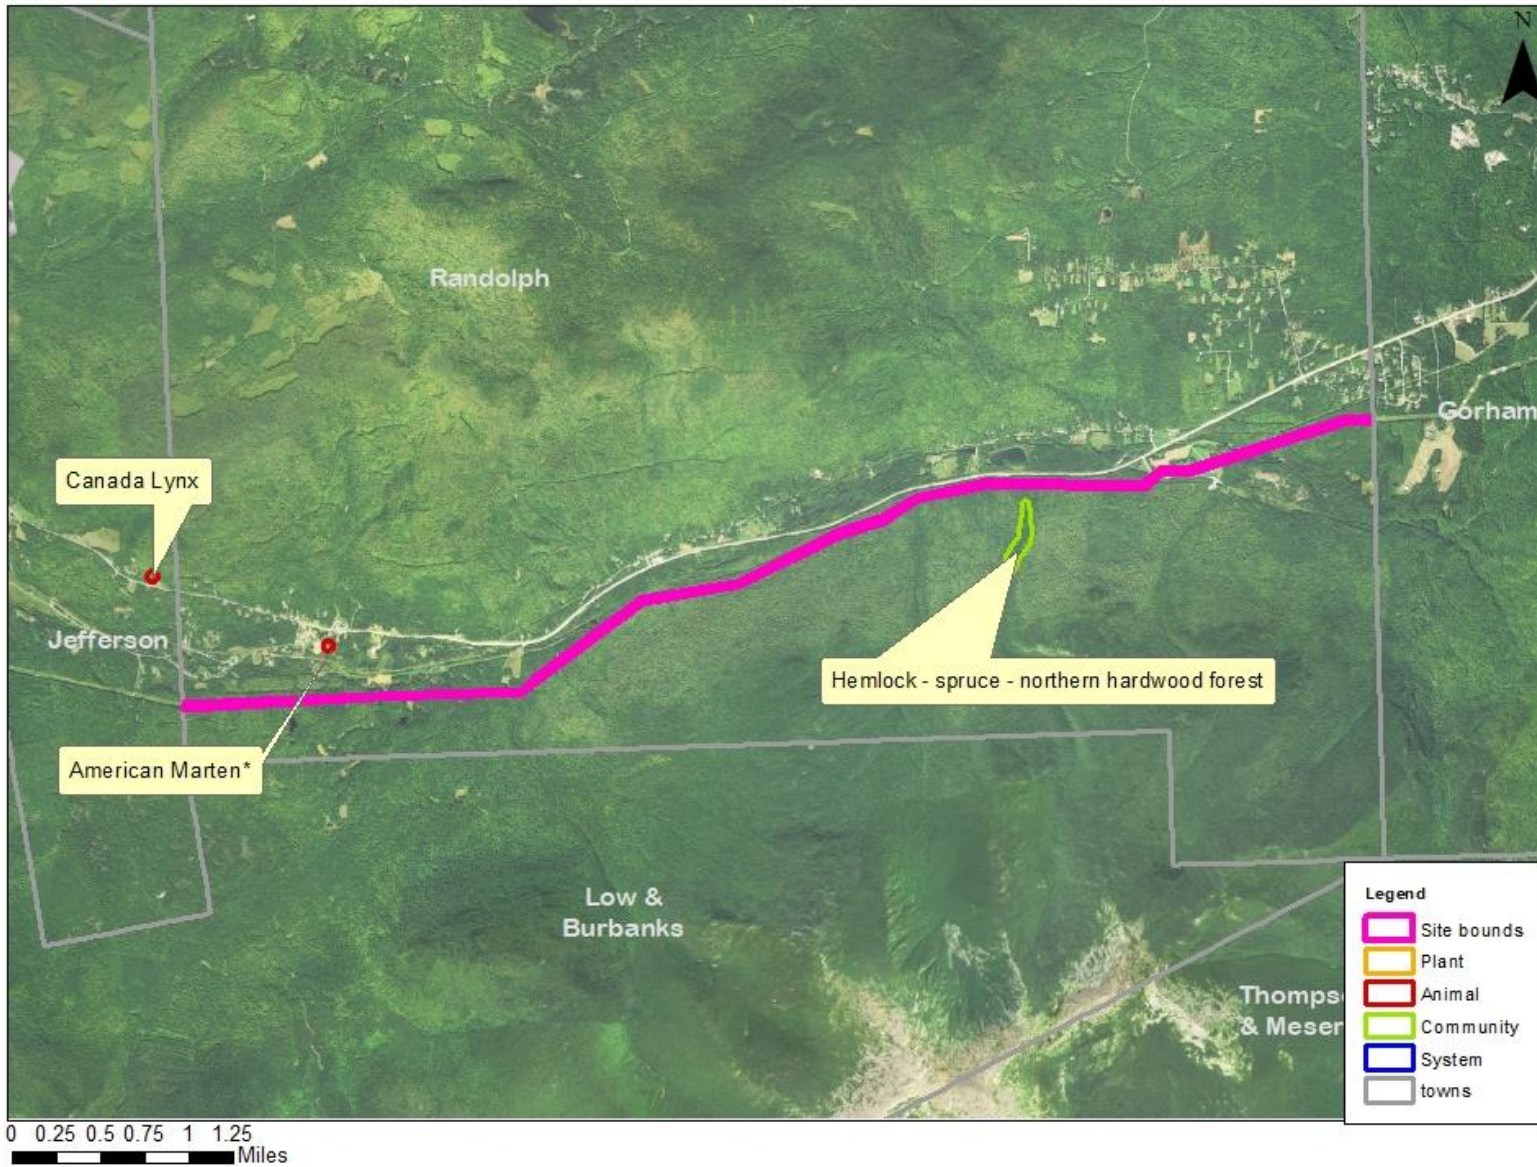 N
Randolph
Canada Lynx
Gorham
Jefferson
Hemlock - spruce - northern hardwood forest
American Marten*
Low &
Burbanks
Thomps
& Meser
Legend
Site bounds
Plant
Animal
Community
System
towns
0 0.25 0.5 0.75 1 1.25
Miles